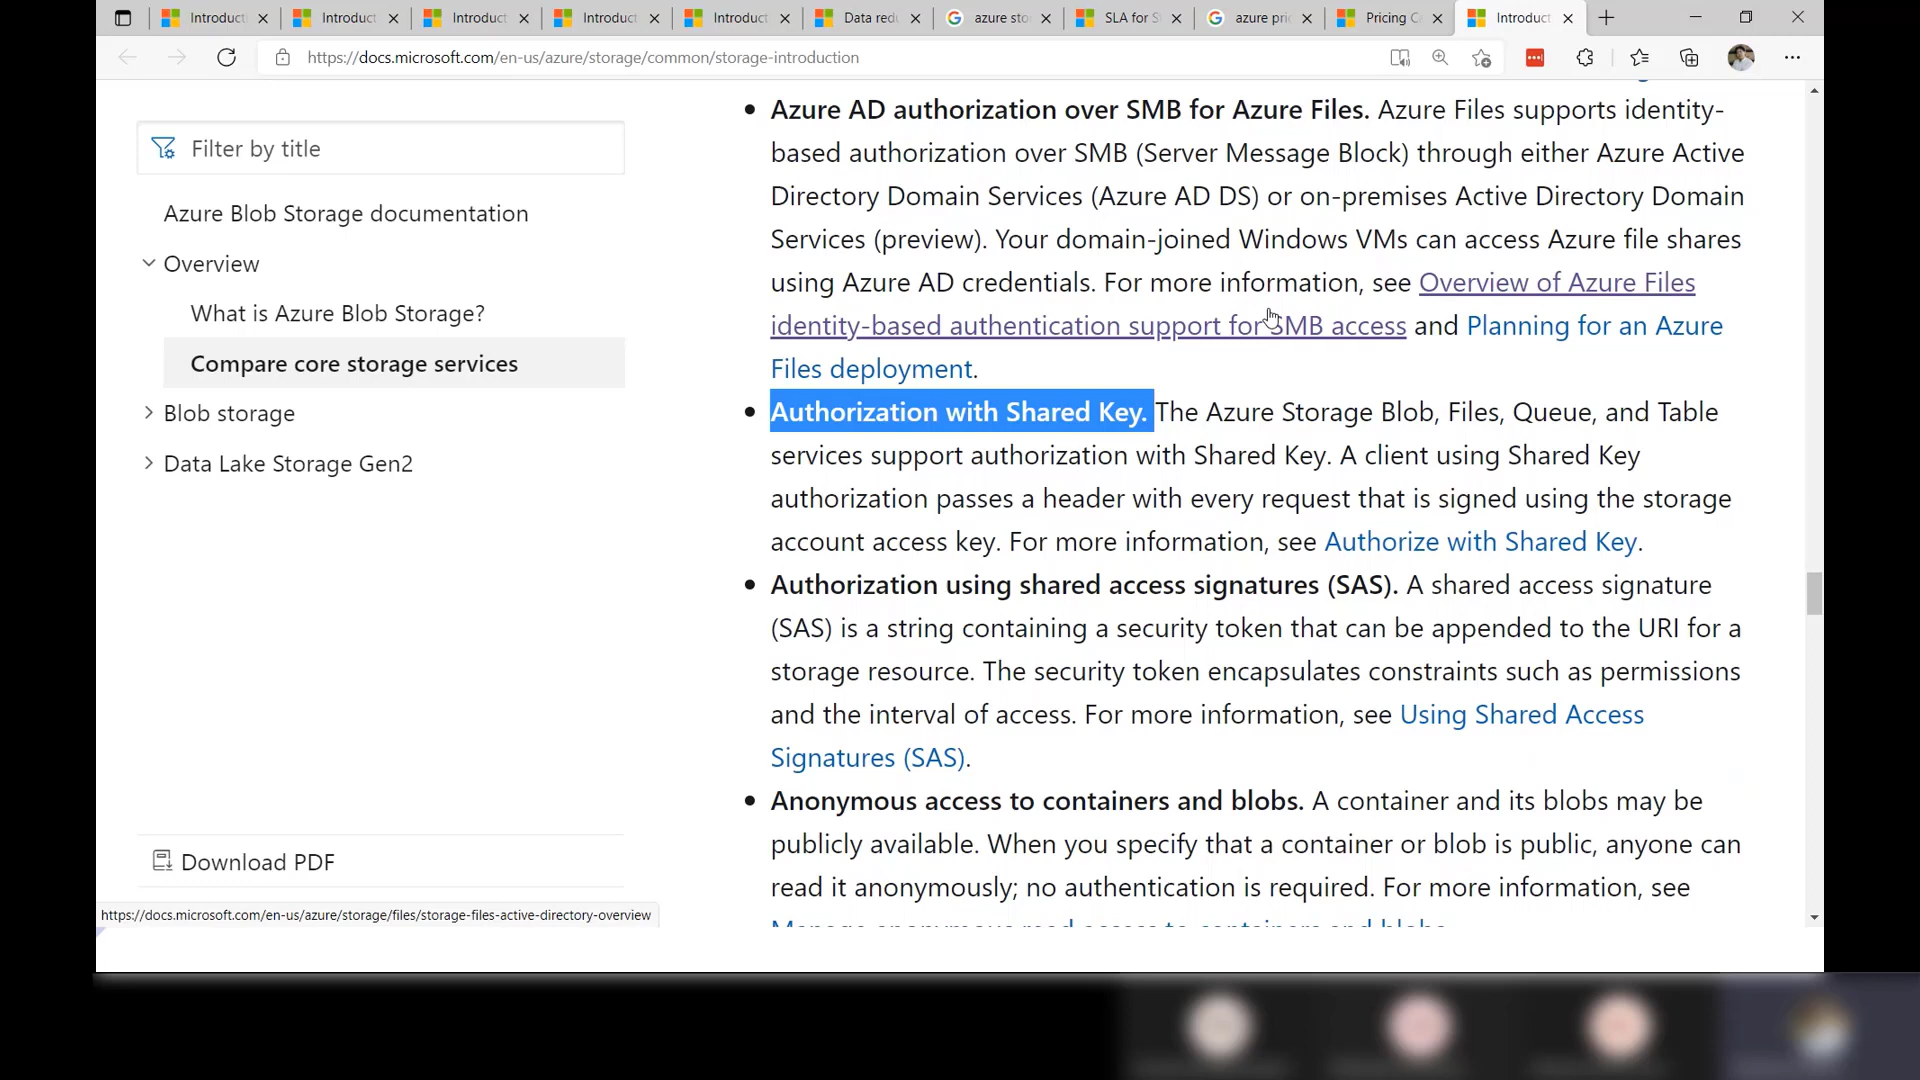 Introduct
Introduct
Introduct
Introduct
Introduct
Data redu
azure sto
SLA for S
azure pric
Pricing C
Introduct
https://docs.microsoft.com/en-us/azure/storage/common/storage-introduction
Filter by title
Azure Blob Storage documentation
Overview
What is Azure Blob Storage?
Compare core storage services
Blob storage
Data Lake Storage Gen2
Download PDF
• Azure AD authorization over SMB for Azure Files. Azure Files supports identity-
based authorization over SMB (Server Message Block) through either Azure Active
Directory Domain Services (Azure AD DS) or on-premises Active Directory Domain
Services (preview). Your domain-joined Windows VMs can access Azure file shares
using Azure AD credentials. For more information, see Overview of Azure Files
identity-based authentication support for SMB access and Planning for an Azure
Files deployment.
• Authorization with Shared Key. The Azure Storage Blob, Files, Queue, and Table
services support authorization with Shared Key. A client using Shared Key
authorization passes a header with every request that is signed using the storage
account access key. For more information, see Authorize with Shared Key.
• Authorization using shared access signatures (SAS). A shared access signature
(SAS) is a string containing a security token that can be appended to the URI for a
storage resource. The security token encapsulates constraints such as permissions
and the interval of access. For more information, see Using Shared Access
Signatures (SAS).
• Anonymous access to containers and blobs. A container and its blobs may be
publicly available. When you specify that a container or blob is public, anyone can
read it anonymously; no authentication is required. For more information, see
Manage anonymous read access to containers and blobs.
https://docs.microsoft.com/en-us/azure/storage/files/storage-files-active-directory-overview